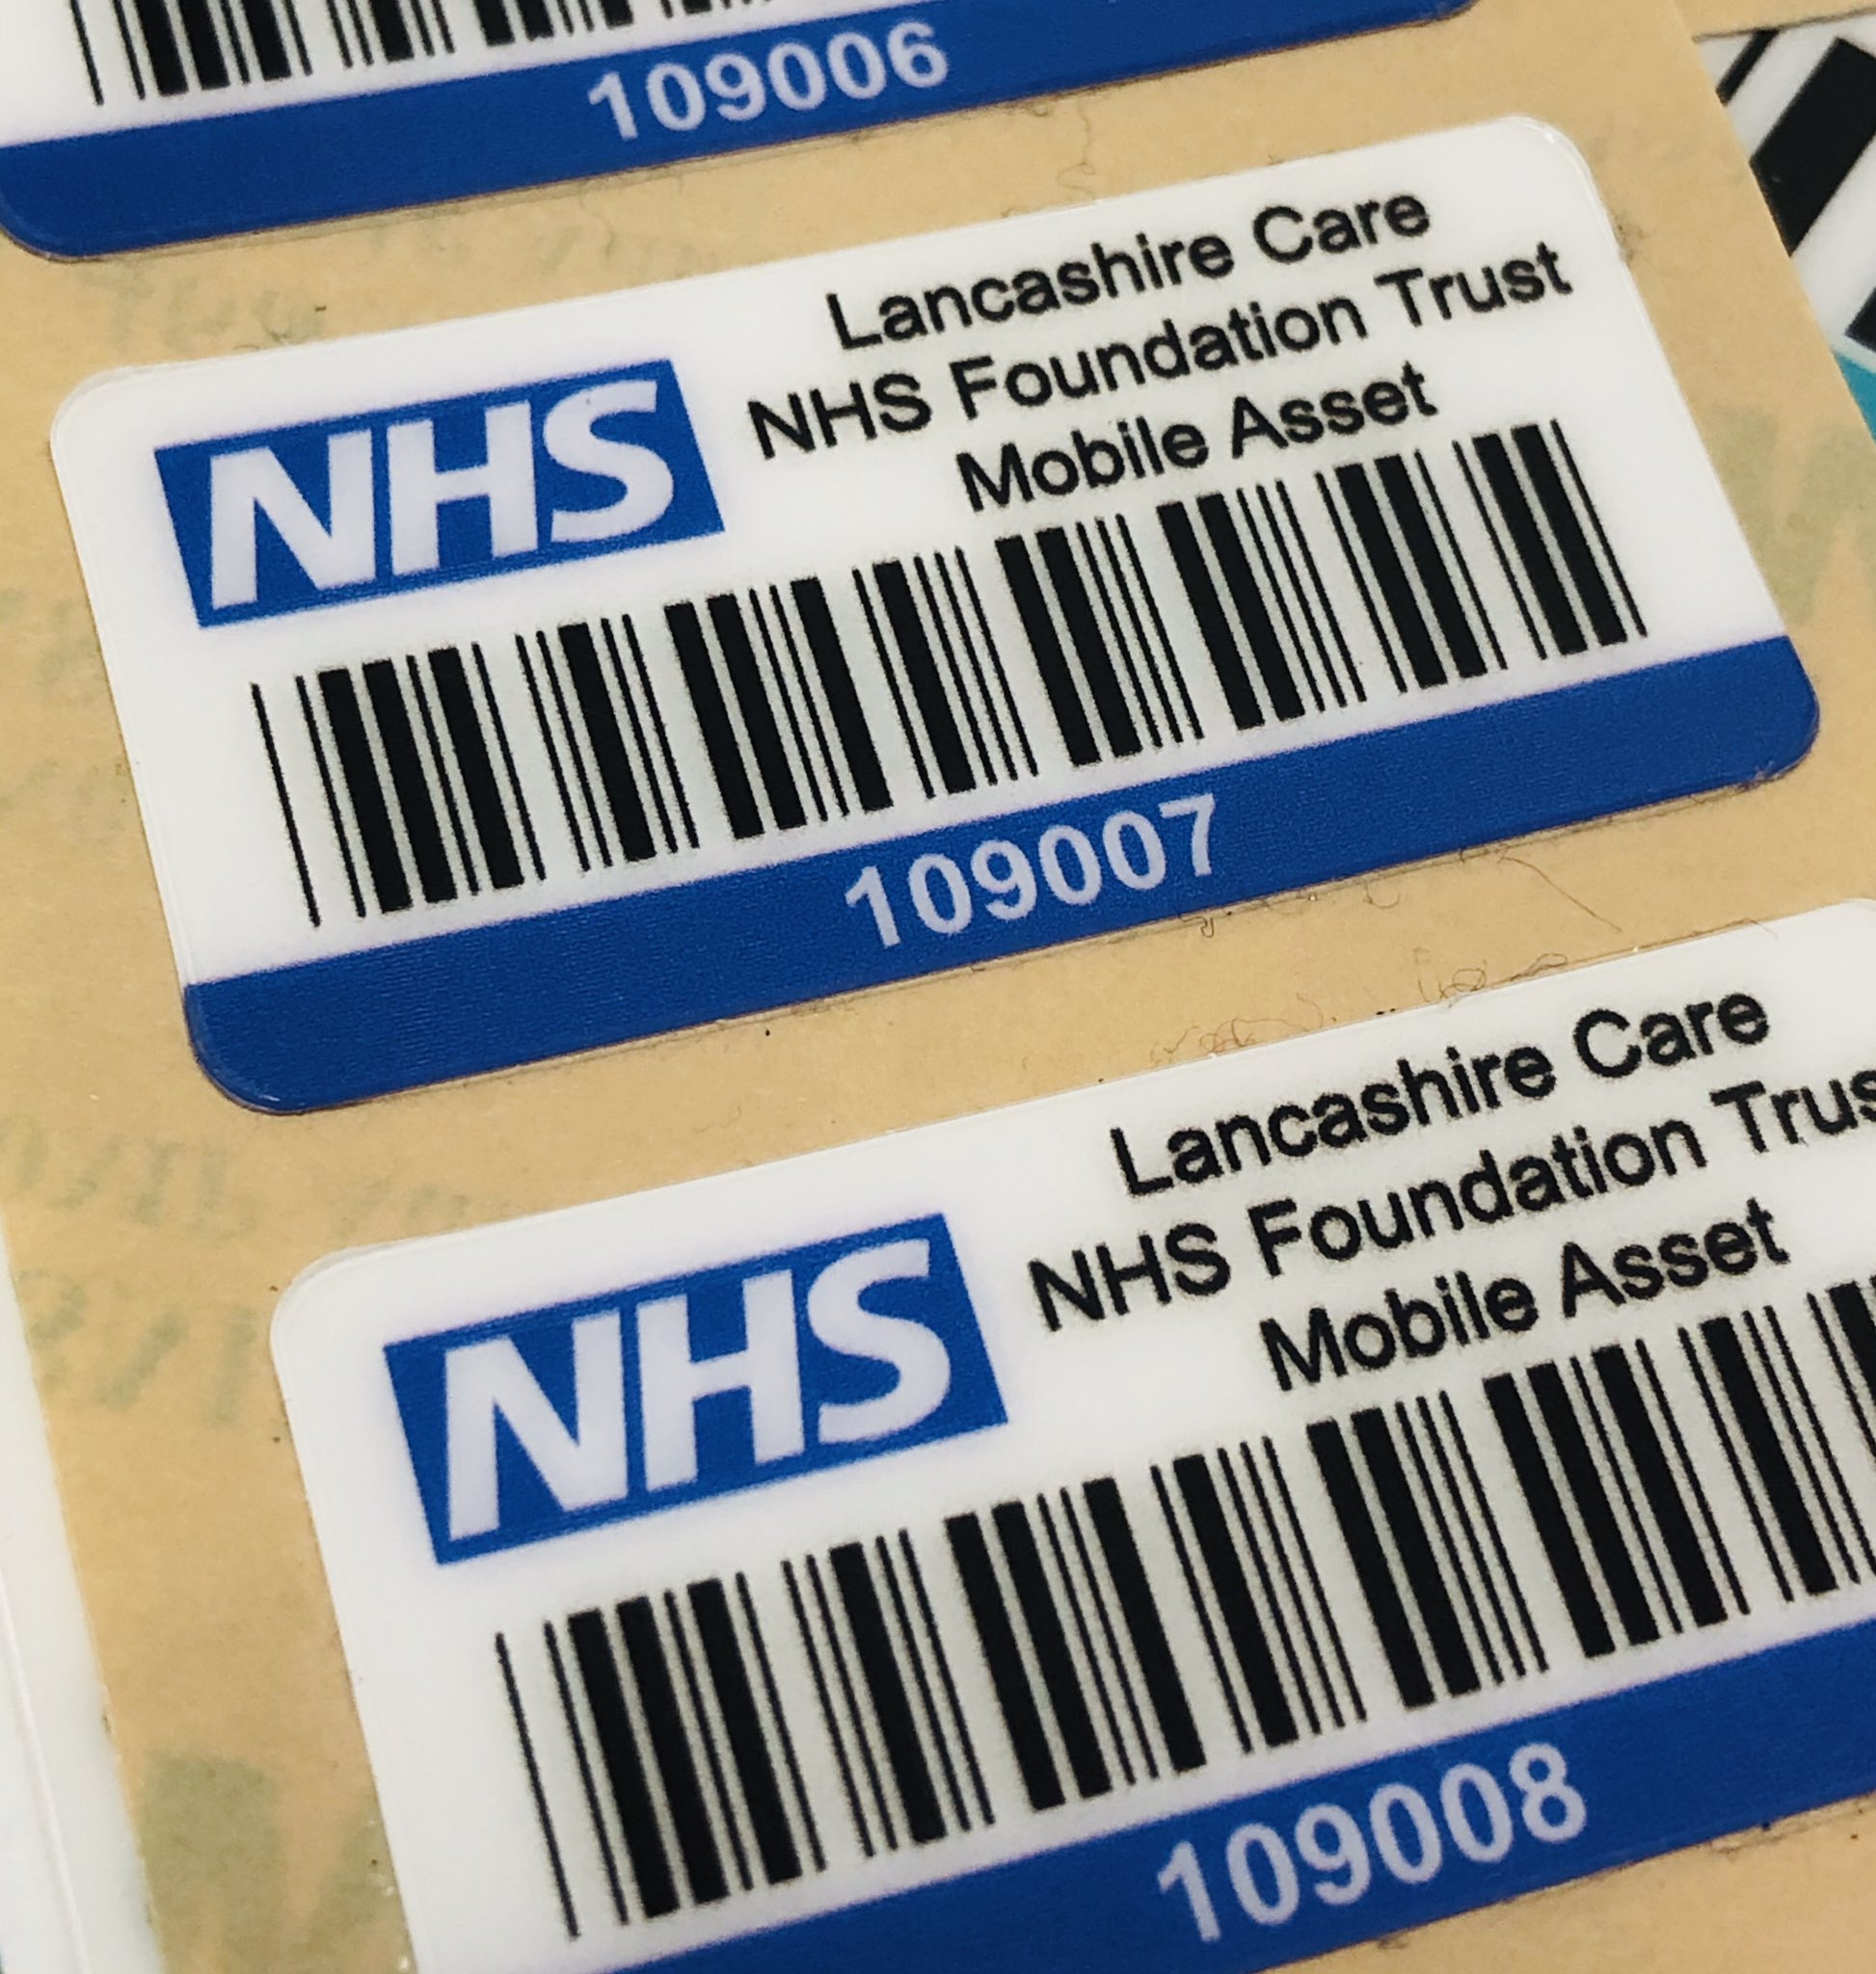 109006
Lancashire Care
NHS Foundation Trust
Mobile Asset
NHS
109007
Lancashire Care
NHS Foundation Trus
Mobile Asset
NHS
109008